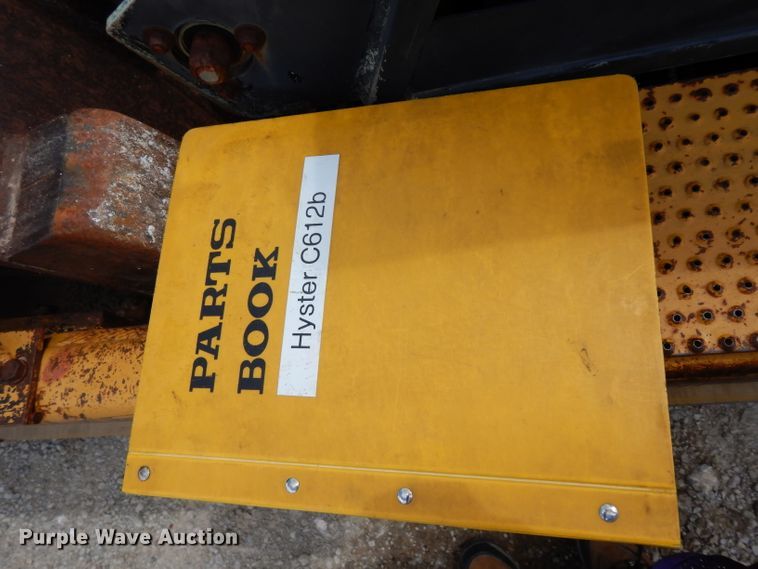 PARTS
BOOK
Hyster C612b
Purple Wave Auction